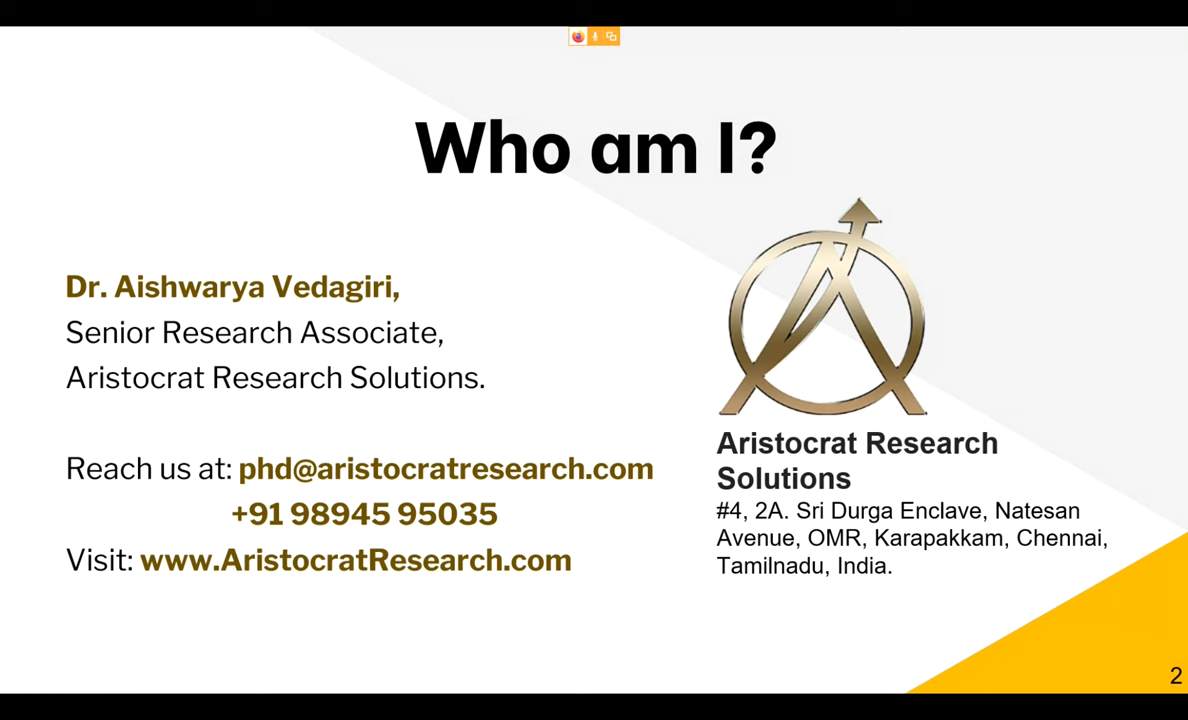 Who am I?
Dr. Aishwarya Vedagiri,
Senior Research Associate,
Aristocrat Research Solutions.
Reach us at: phd@aristocratresearch.com
+91 98945 95035
Visit: www.AristocratResearch.com
Aristocrat Research
Solutions
#4, 2A. Sri Durga Enclave, Natesan
Avenue, OMR, Karapakkam, Chennai,
Tamilnadu, India.
2